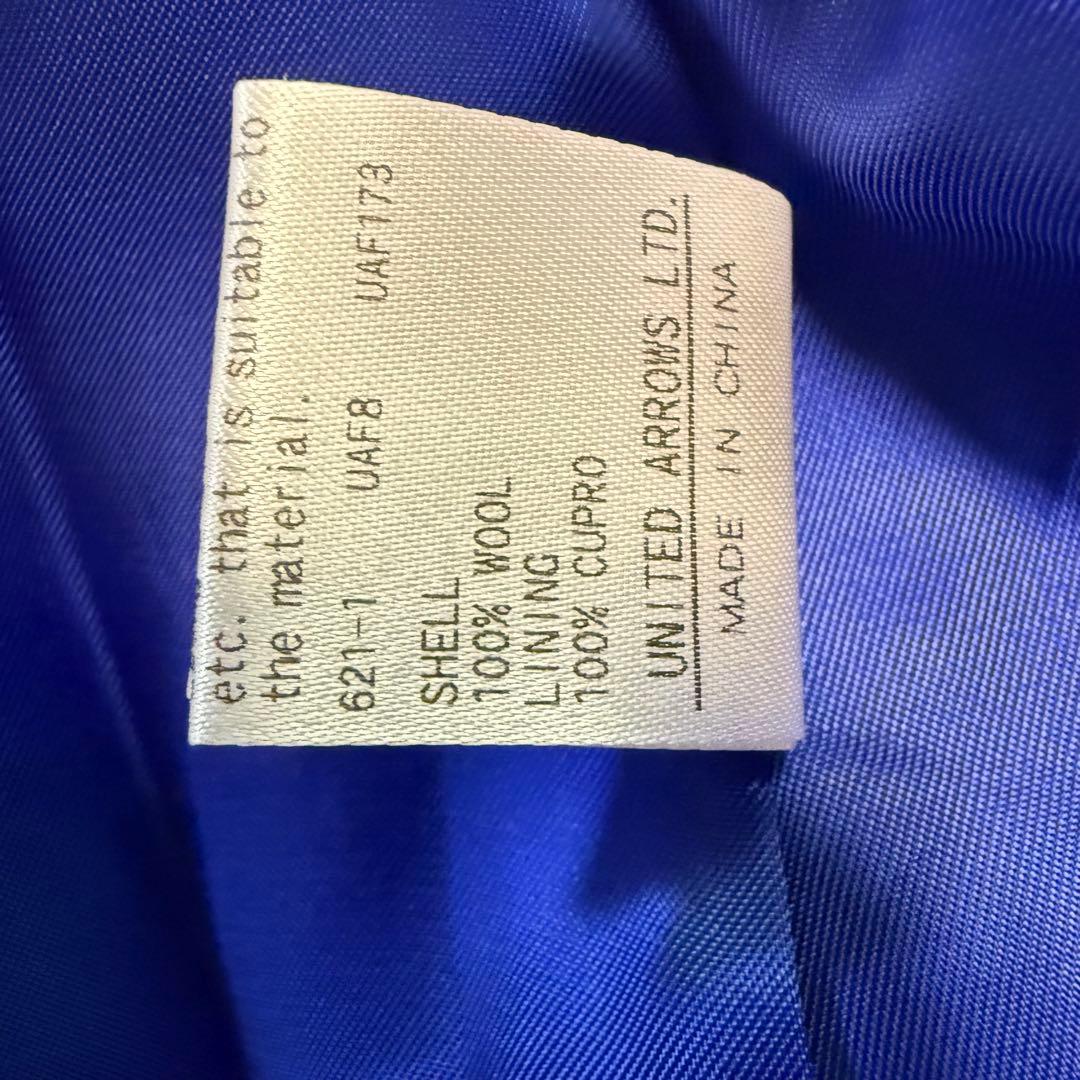 etc. that is suitable to
the material.
621-1 UAF8 UAF173
SHELL
100% WOOL
LINING
100% CUPRO
UNITED ARROWS LTD.
MADE IN CHINA